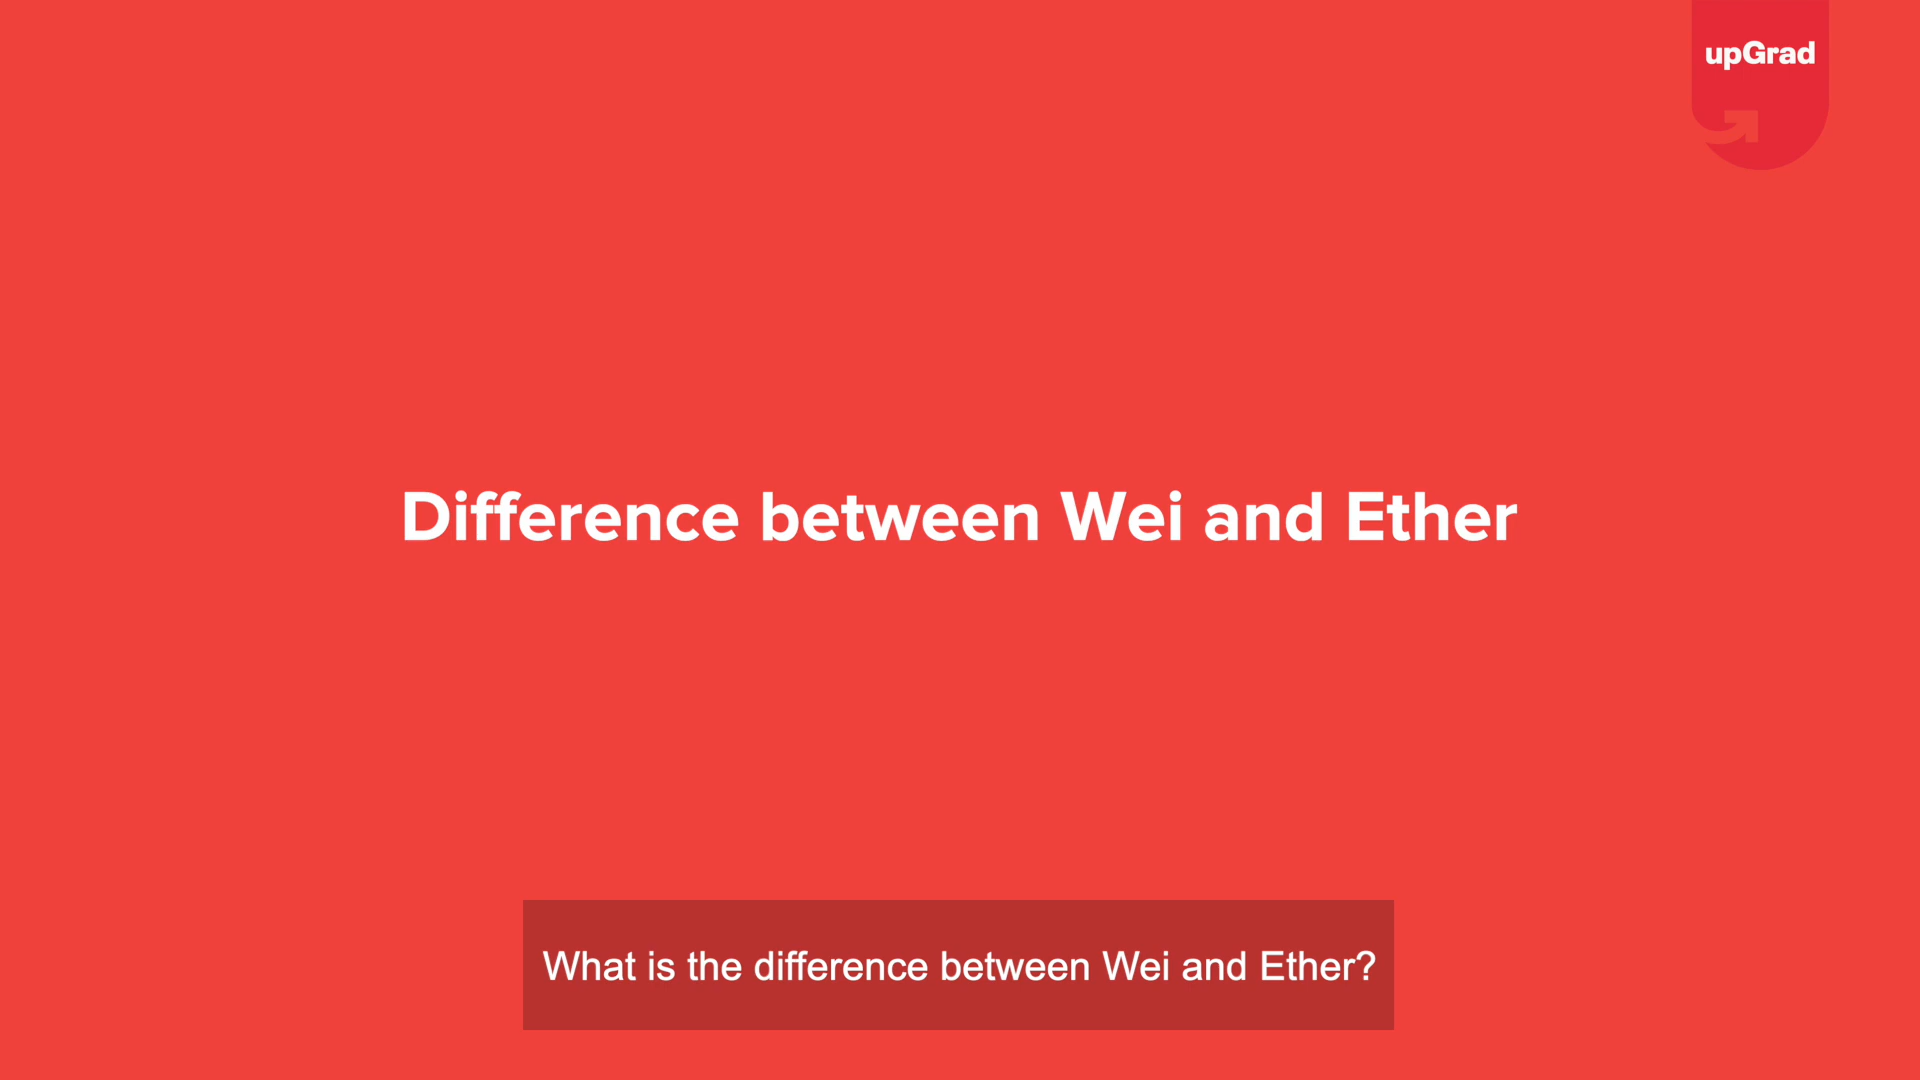 upGrad
Difference between Wei and Ether
What is the difference between Wei and Ether?